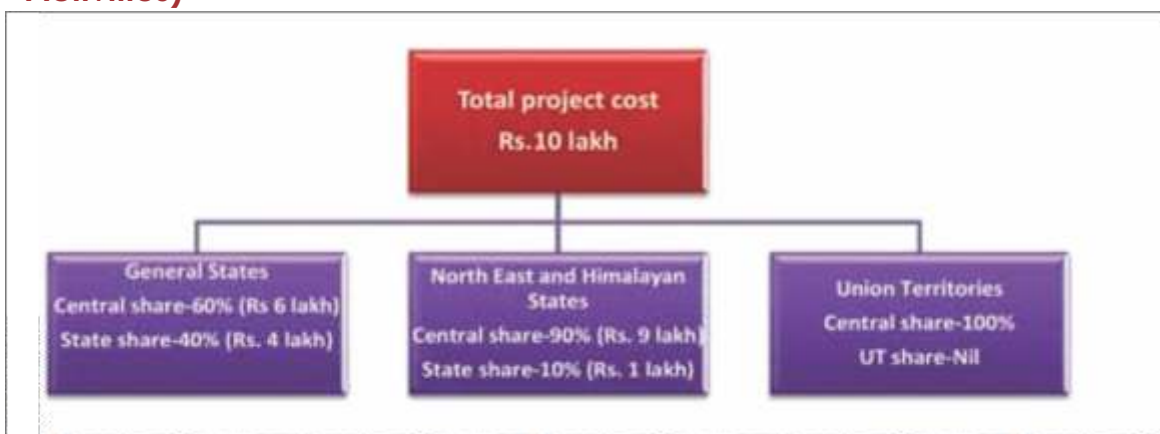 Total project cost
Rs.10 lakh
General States
Central share-60% (Rs 6 lakh)
State share-40% (Rs. 4 lakh)
North East and Himalayan
States
Central share-90% (Rs. 9 lakh)
State share-10% (Rs. 1 lakh)
Union Territories
Central share-100%
UT share-Nil